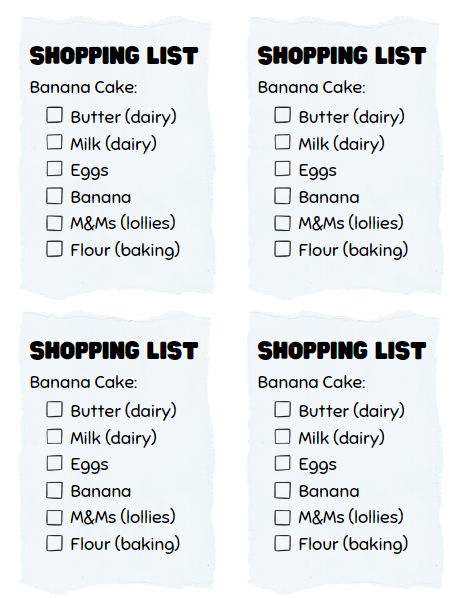 SHOPPING LIST
Banana Cake:
Butter (dairy)
Milk (dairy)
Eggs
Banana
M&Ms (lollies)
Flour (baking)
SHOPPING LIST
Banana Cake:
Butter (dairy)
Milk (dairy)
Eggs
Banana
M&Ms (lollies)
Flour (baking)
SHOPPING LIST
Banana Cake:
Butter (dairy)
Milk (dairy)
Eggs
Banana
M&Ms (lollies)
Flour (baking)
SHOPPING LIST
Banana Cake:
Butter (dairy)
Milk (dairy)
Eggs
Banana
M&Ms (lollies)
Flour (baking)